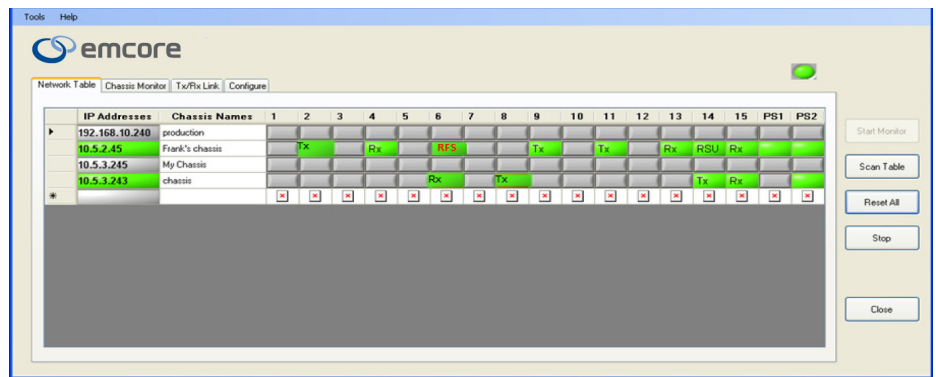 Tools Help
emcore
Network Table Chassis Monitor Tx/Rx Link Configure
IP Addresses Chassis Names 1 2 3 4 5 6 7 8 9 10 11 12 13 14 15 PS1 PS2
192.168.10.240 production
10.5.2.45 Frank's chassis Tx Rx RFS Tx Tx Rx RSU Rx
10.5.3.245 My Chassis
10.5.3.243 chassis Rx Tx Tx Rx
Start Monitor
Scan Table
Reset All
Stop
Close